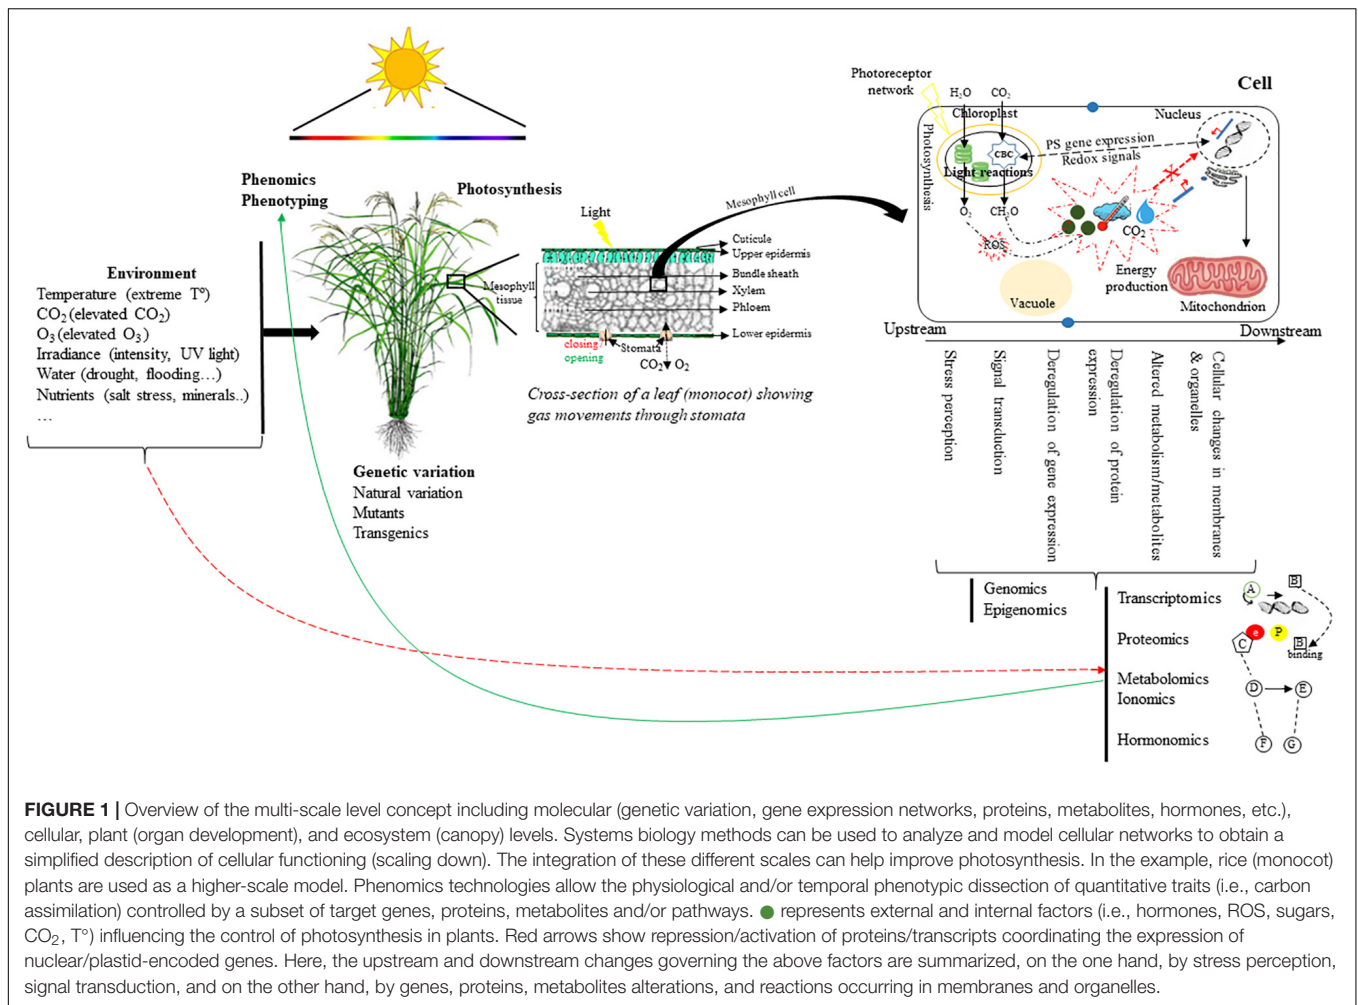 Phenomics
Phenotyping
Photosynthesis
Environment
Temperature (extreme T°)
CO₂ (elevated CO₂)
O₃ (elevated O₃)
Irradiance (intensity, UV light)
Water (drought, flooding…)
Nutrients (salt stress, minerals..)
…
Genetic variation
Natural variation
Mutants
Transgenics
Light
Mesophyll
tissue
Cuticule
Upper epidermis
Bundle sheath
Xylem
Phloem
Lower epidermis
closing
opening
Stomata
CO₂ O₂
Cross-section of a leaf (monocot) showing
gas movements through stomata
Mesophyll cell
Photoreceptor
network
Cell
H₂O CO₂
Chloroplast
Nucleus
Photosynthesis
CBC
Light reactions
PS gene expression
Redox signals
O₂ CH₂O
ROS
CO₂
Energy
production
Vacuole
Mitochondrion
Upstream
Downstream
Stress perception
Signal transduction
Deregulation of gene expression
Deregulation of protein
expression
Altered metabolism/metabolites
Cellular changes in membranes
& organelles
Genomics
Epigenomics
Transcriptomics
Proteomics
Metabolomics
Ionomics
Hormonomics
A
B
C
e
P
B
binding
D
E
F
G
FIGURE 1 | Overview of the multi-scale level concept including molecular (genetic variation, gene expression networks, proteins, metabolites, hormones, etc.),
cellular, plant (organ development), and ecosystem (canopy) levels. Systems biology methods can be used to analyze and model cellular networks to obtain a
simplified description of cellular functioning (scaling down). The integration of these different scales can help improve photosynthesis. In the example, rice (monocot)
plants are used as a higher-scale model. Phenomics technologies allow the physiological and/or temporal phenotypic dissection of quantitative traits (i.e., carbon
assimilation) controlled by a subset of target genes, proteins, metabolites and/or pathways. ● represents external and internal factors (i.e., hormones, ROS, sugars,
CO₂, T°) influencing the control of photosynthesis in plants. Red arrows show repression/activation of proteins/transcripts coordinating the expression of
nuclear/plastid-encoded genes. Here, the upstream and downstream changes governing the above factors are summarized, on the one hand, by stress perception,
signal transduction, and on the other hand, by genes, proteins, metabolites alterations, and reactions occurring in membranes and organelles.